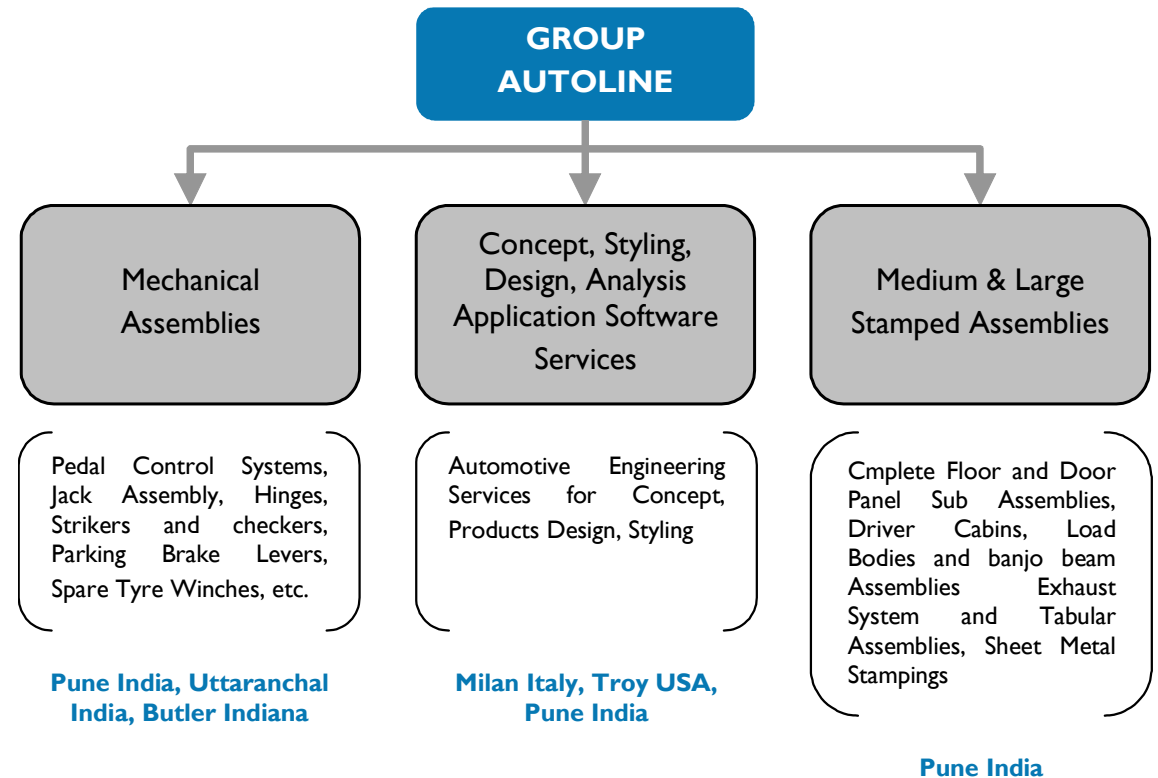 GROUP
AUTOLINE
Mechanical
Assemblies
Concept, Styling,
Design, Analysis
Application Software
Services
Medium & Large
Stamped Assemblies
Pedal Control Systems,
Jack Assembly, Hinges,
Strikers and checkers,
Parking Brake Levers,
Spare Tyre Winches, etc.
Automotive Engineering
Services for Concept,
Products Design, Styling
Cmplete Floor and Door
Panel Sub Assemblies,
Driver Cabins, Load
Bodies and banjo beam
Assemblies Exhaust
System and Tabular
Assemblies, Sheet Metal
Stampings
Pune India, Uttaranchal
India, Butler Indiana
Milan Italy, Troy USA,
Pune India
Pune India